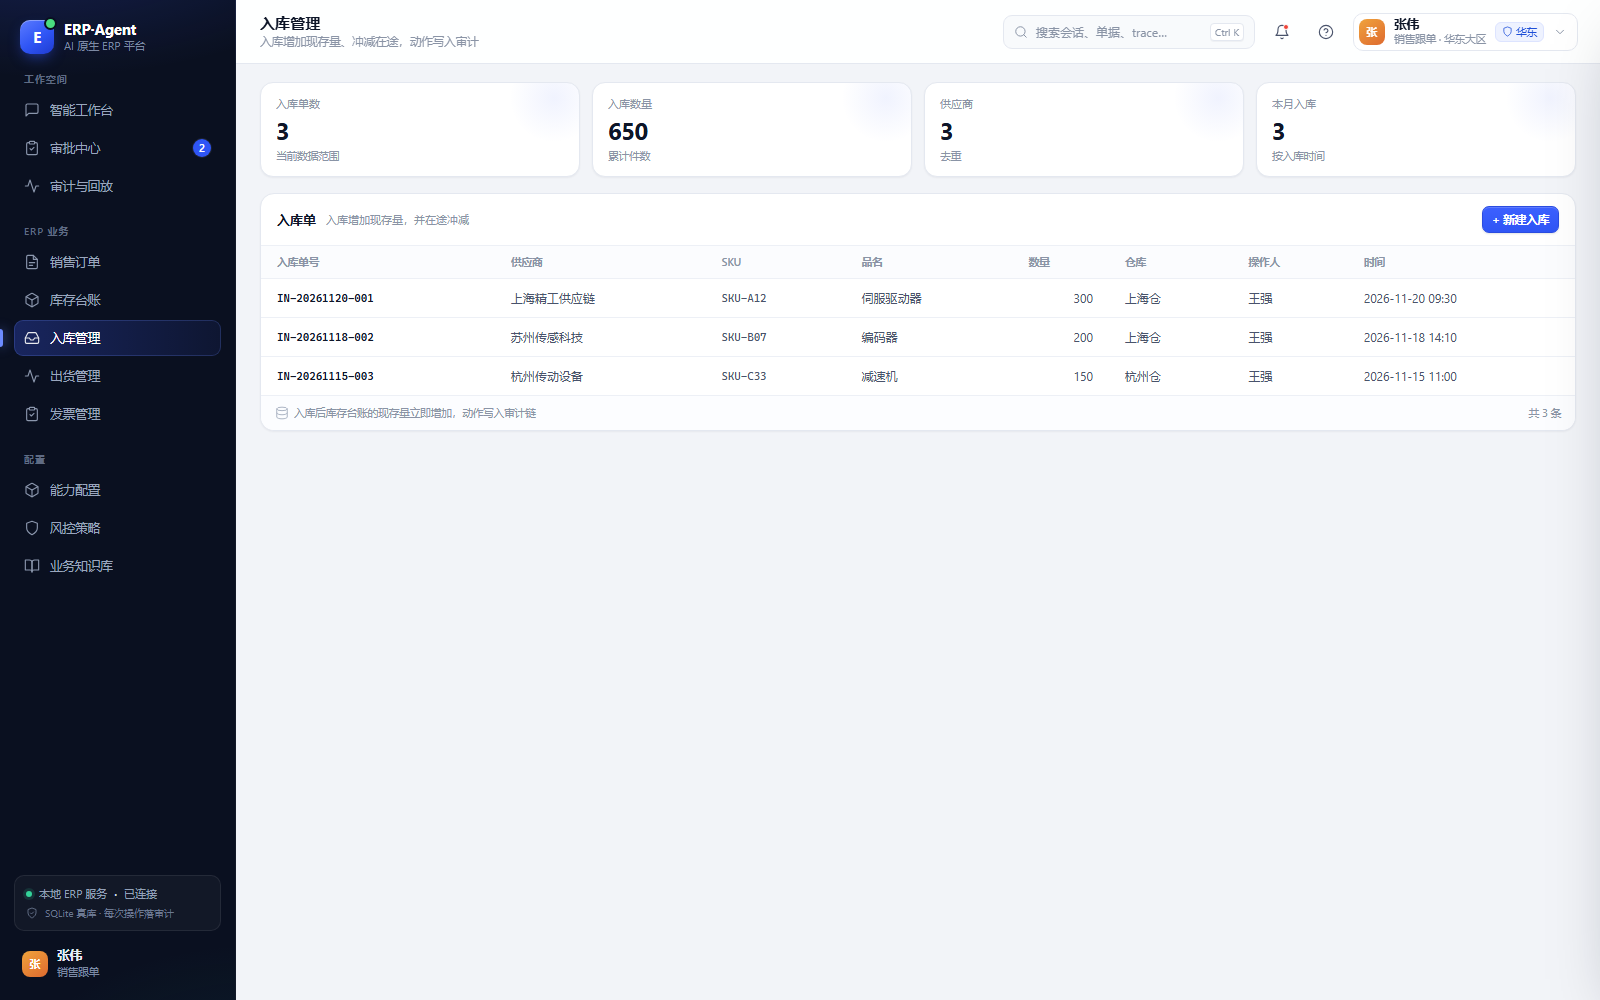 E
ERP-Agent
AI 原生 ERP 平台
工作空间
智能工作台
审批中心 2
审计与回放
ERP 业务
销售订单
库存台账
入库管理
出货管理
发票管理
配置
能力配置
风控策略
业务知识库
本地 ERP 服务 · 已连接
SQLite 真库 · 每次操作落审计
张
张伟
销售跟单
入库管理
入库增加现存量、冲减在途，动作写入审计
搜索会话、单据、trace... Ctrl K
张
张伟
销售跟单 · 华东大区
华东
入库单数
3
当前数据范围
入库数量
650
累计件数
供应商
3
去重
本月入库
3
按入库时间
入库单 入库增加现存量，并在途冲减
+ 新建入库
入库单号 供应商 SKU 品名 数量 仓库 操作人 时间
IN-20261120-001 上海精工供应链 SKU-A12 伺服驱动器 300 上海仓 王强 2026-11-20 09:30
IN-20261118-002 苏州传感科技 SKU-B07 编码器 200 上海仓 王强 2026-11-18 14:10
IN-20261115-003 杭州传动设备 SKU-C33 减速机 150 杭州仓 王强 2026-11-15 11:00
入库后库存台账的现存量立即增加，动作写入审计链 共 3 条